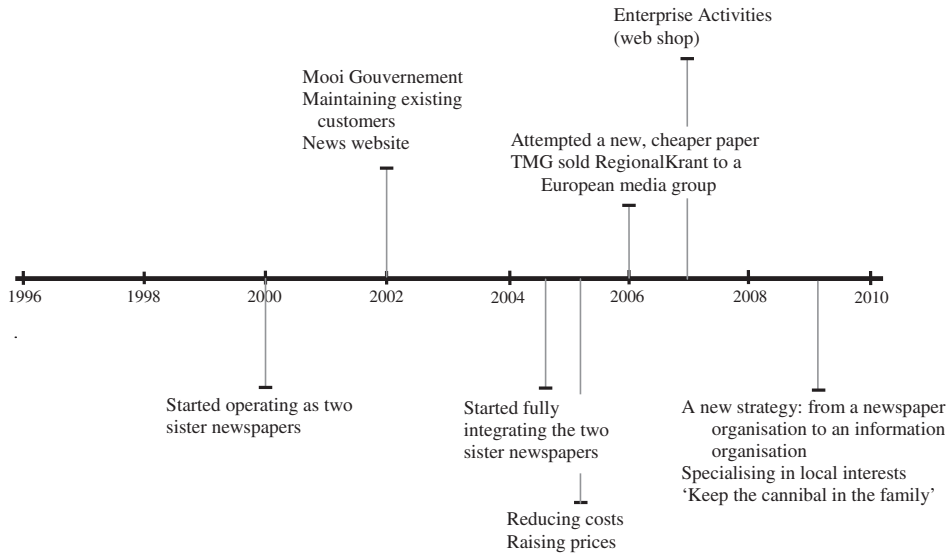 Enterprise Activities
(web shop)
Mooi Gouvernement
Maintaining existing
customers
News website
Attempted a new, cheaper paper
TMG sold RegionalKrant to a
European media group
1996
1998
2000
2002
2004
2006
2008
2010
Started operating as two
sister newspapers
Started fully
integrating the two
sister newspapers
A new strategy: from a newspaper
organisation to an information
organisation
Specialising in local interests
‘Keep the cannibal in the family’
Reducing costs
Raising prices